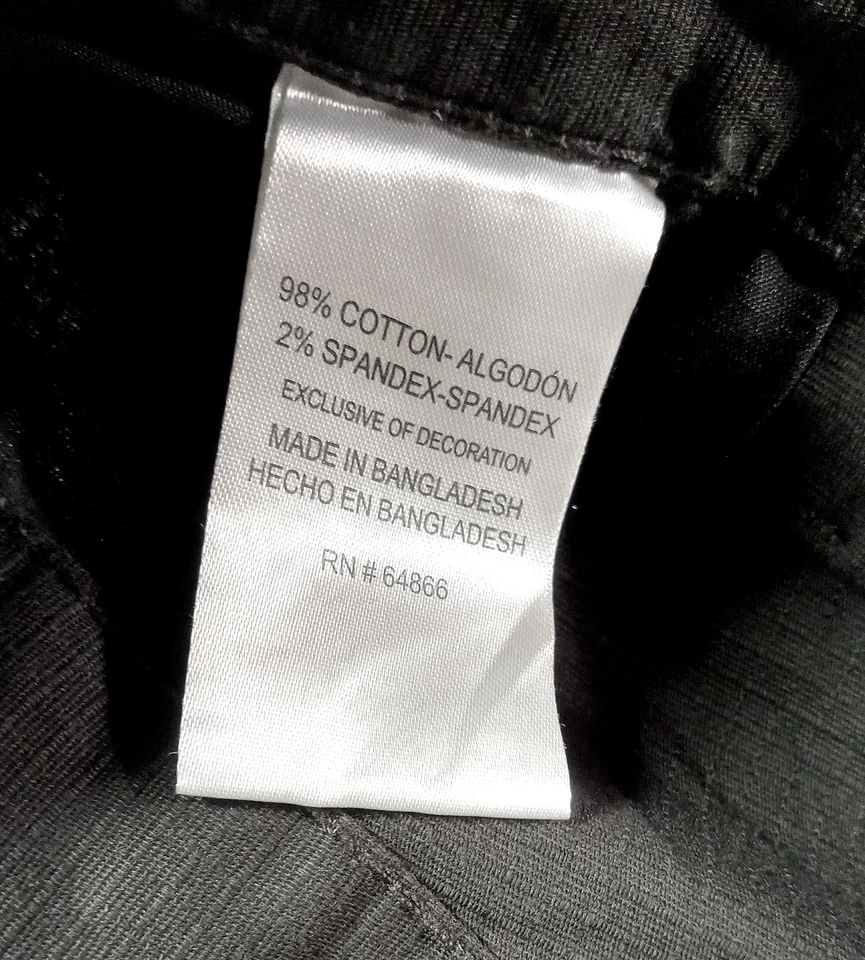 98% COTTON- ALGODÓN
2% SPANDEX-SPANDEX
EXCLUSIVE OF DECORATION
MADE IN BANGLADESH
HECHO EN BANGLADESH
RN # 64866